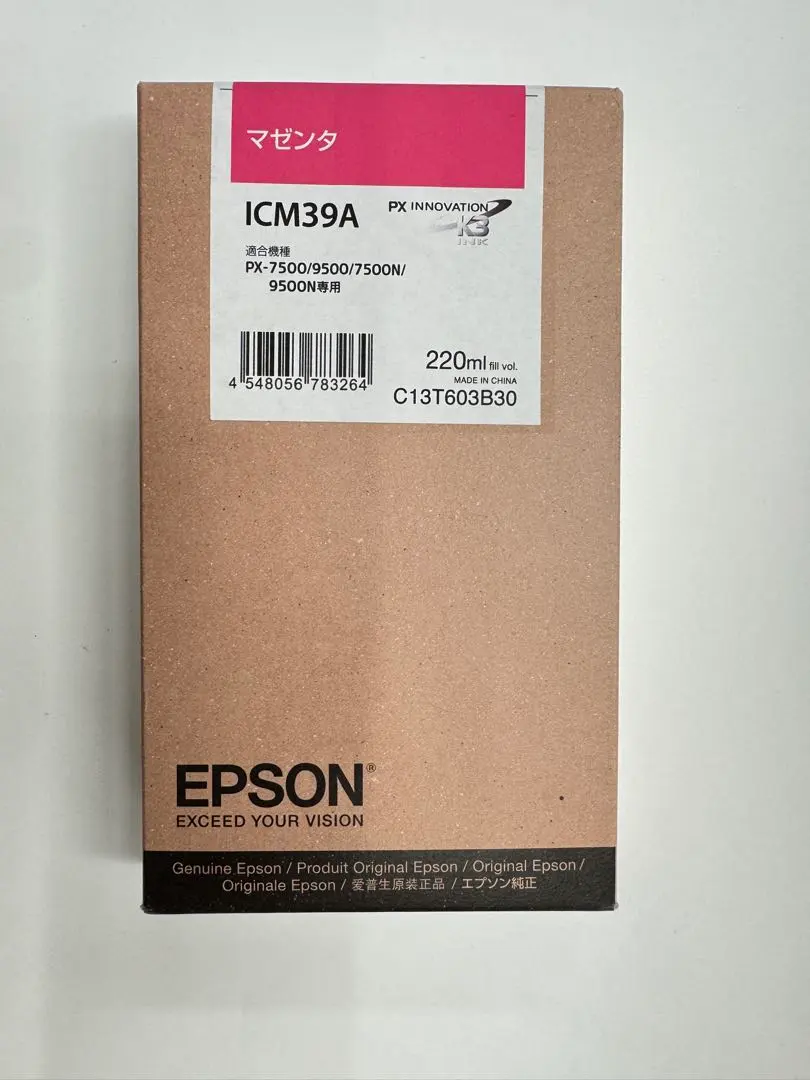 マゼンタ
ICM39A
PX INNOVATION
K3
INK
適合機種
PX-7500/9500/7500N/
9500N専用
4 548056 783264
220ml fill vol.
MADE IN CHINA
C13T603B30
EPSON®
EXCEED YOUR VISION
Genuine Epson / Produit Original Epson / Original Epson /
Originale Epson / 爱普生原装正品 / エプソン純正